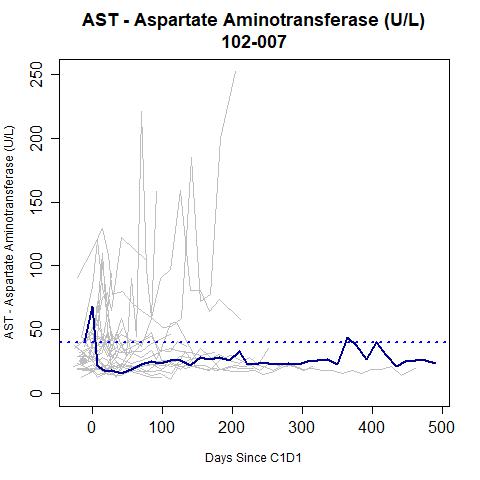 AST - Aspartate Aminotransferase (U/L)
102-007
AST - Aspartate Aminotransferase (U/L)
250
200
150
100
50
0
0 100 200 300 400 500
Days Since C1D1